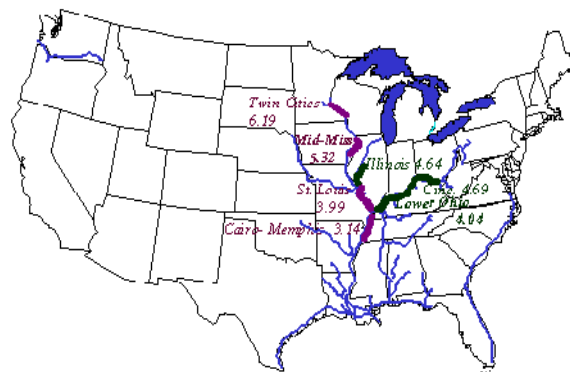 Twin Cities
6.19
Mid-Miss
5.32
Illinois 4.64
St. Louis
3.99
Cinc. 4.69
Lower Ohio
4.04
Cairo- Memphis 3.14